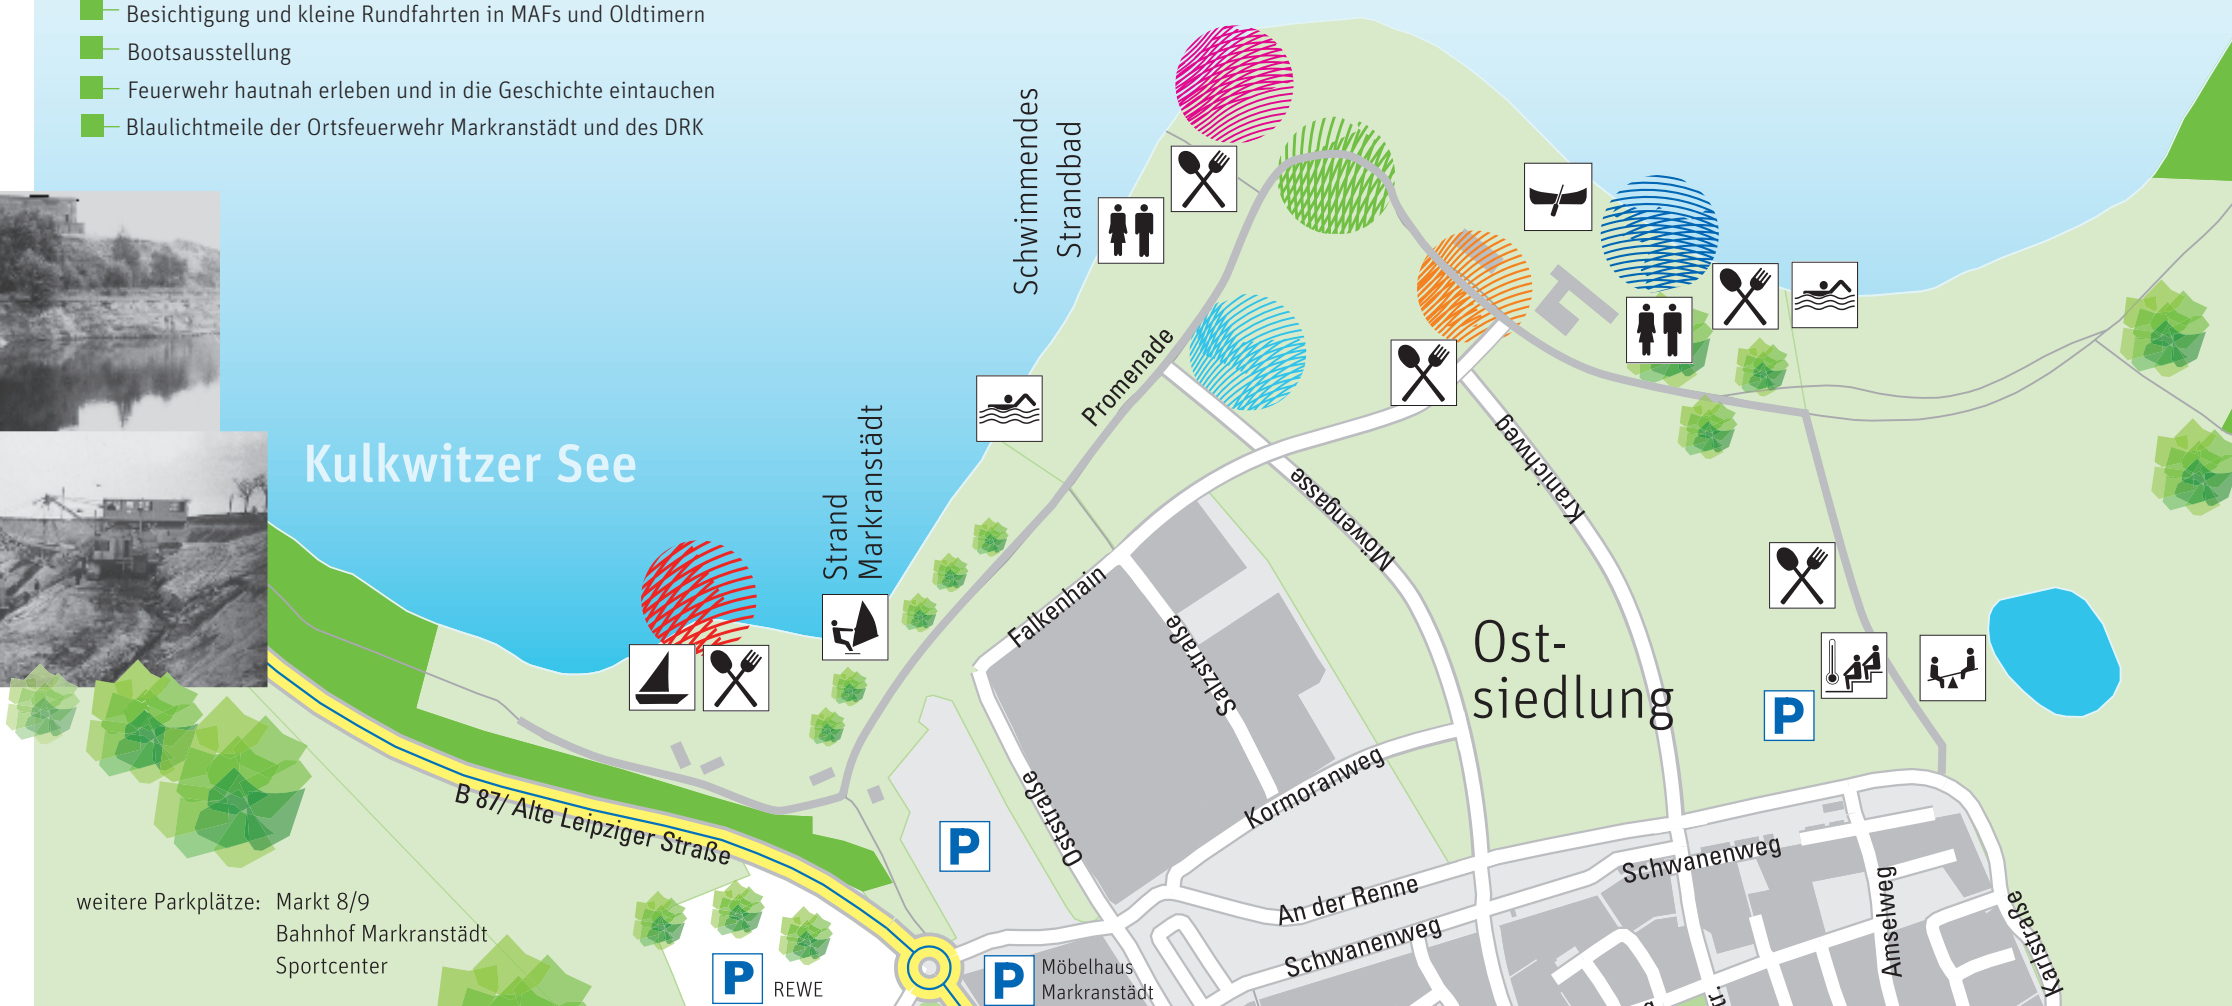 Besichtigung und kleine Rundfahrten in MAFs und Oldtimern
Bootsausstellung
Feuerwehr hautnah erleben und in die Geschichte eintauchen
Blaulichtmeile der Ortsfeuerwehr Markranstädt und des DRK
Schwimmendes
Strandbad
Promenade
Strand
Markranstädt
Kulkwitzer See
Kranichweg
Möwengasse
Falkenhain
Salzstraße
Ost-
siedlung
P
Oststraße
Kormoranweg
B 87/ Alte Leipziger Straße
P
An der Renne
Schwanenweg
Schwanenweg
Amselweg
Karlstraße
weitere Parkplätze: Markt 8/9
Bahnhof Markranstädt
Sportcenter
P REWE
P Möbelhaus
Markranstädt